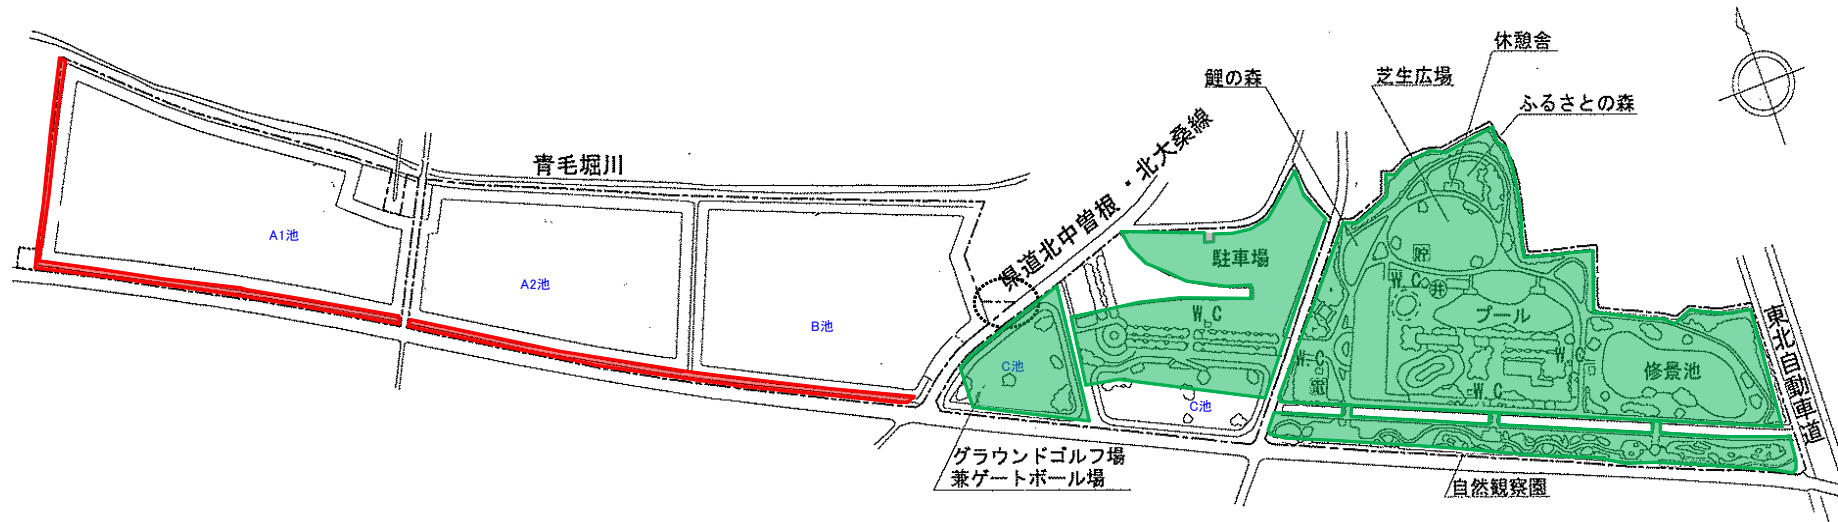 休憩舎
鯉の森
芝生広場
ふるさとの森
青毛堀川
県道北中曽根・北大桑線
駐車場
貯
W.C
井
A1池
A2池
B池
W.C
プール
東北自動車道
C池
W.C
電
W.C
W.C
修景池
C池
グラウンドゴルフ場
兼ゲートボール場
自然観察園